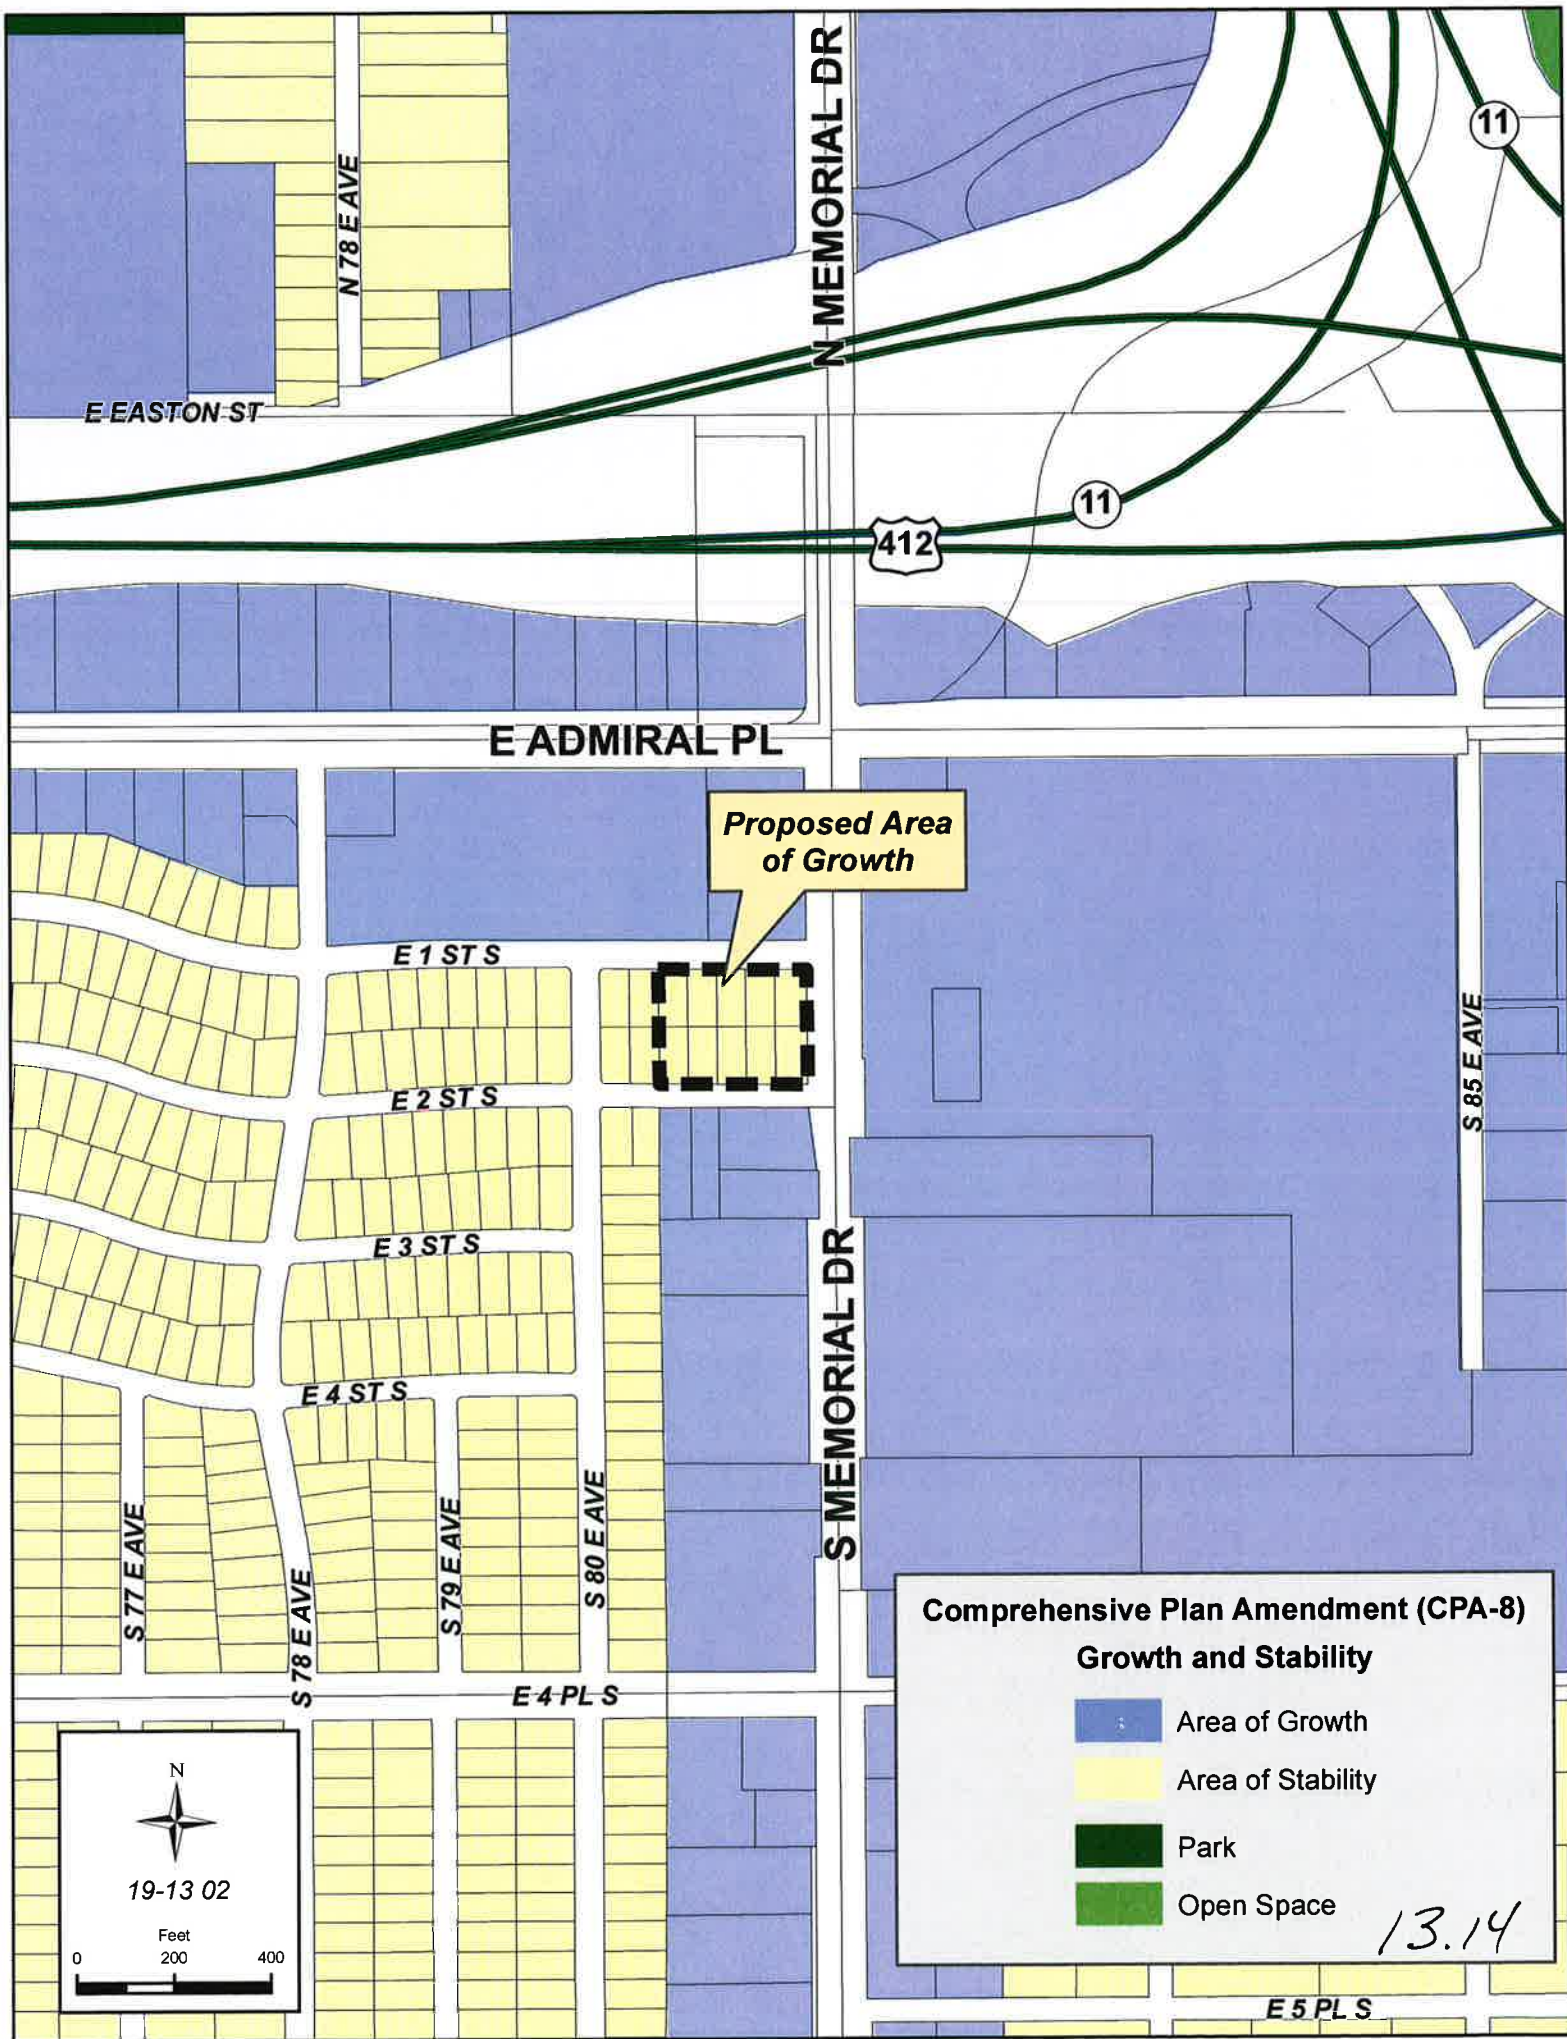 N MEMORIAL DR
11
N 78 E AVE
E EASTON ST
11
412
E ADMIRAL PL
Proposed Area
of Growth
E 1 ST S
E 2 ST S
S 85 E AVE
E 3 ST S
S MEMORIAL DR
E 4 ST S
S 77 E AVE
S 78 E AVE
S 79 E AVE
S 80 E AVE
E 4 PL S
Comprehensive Plan Amendment (CPA-8)
Growth and Stability
Area of Growth
Area of Stability
Park
Open Space
13.14
N
19-13 02
Feet
0 200 400
E 5 PL S